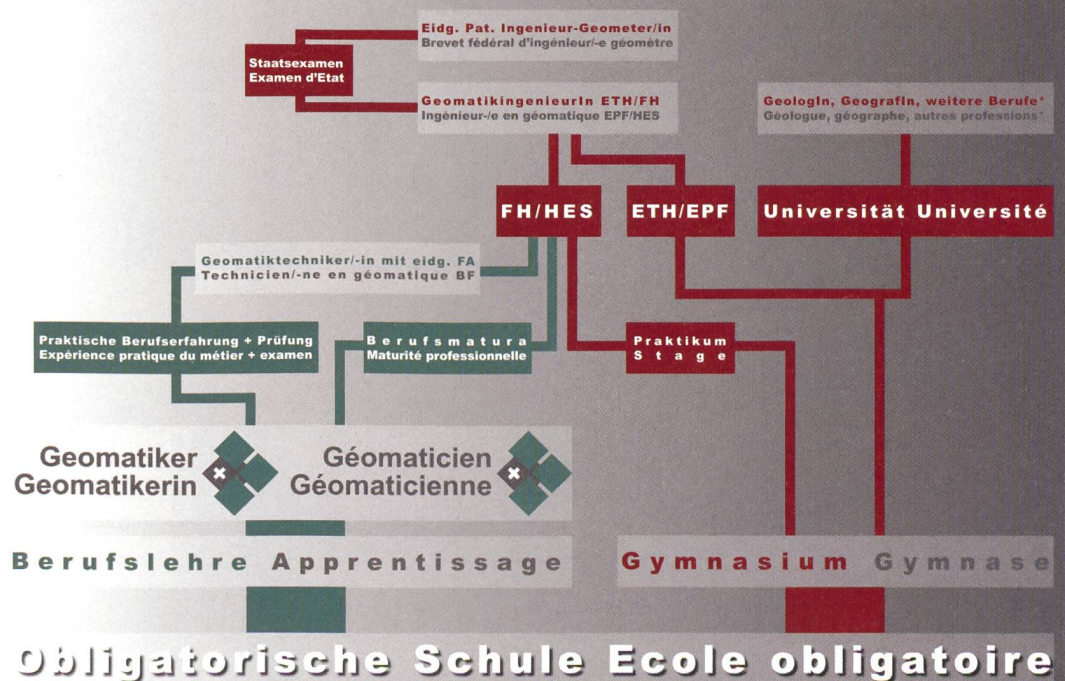 Eidg. Pat. Ingenieur-Geometer/in
Brevet fédéral d'ingénieur/-e géomètre
Staatsexamen
Examen d'Etat
GeomatikingenieurIn ETH/FH
Ingénieur-/e en géomatique EPF/HES
GeologIn, GeografIn, weitere Berufe*
Géologue, géographe, autres professions*
FH/HES
ETH/EPF
Universität Université
Geomatiktechniker/-in mit eidg. FA
Technicien/-ne en géomatique BF
Praktische Berufserfahrung + Prüfung
Expérience pratique du métier + examen
Berufsmatura
Maturité professionnelle
Praktikum
Stage
Geomatiker
Geomatikerin
Géomaticien
Géomaticienne
Berufslehre Apprentissage
Gymnasium Gymnase
Obligatorische Schule Ecole obligatoire